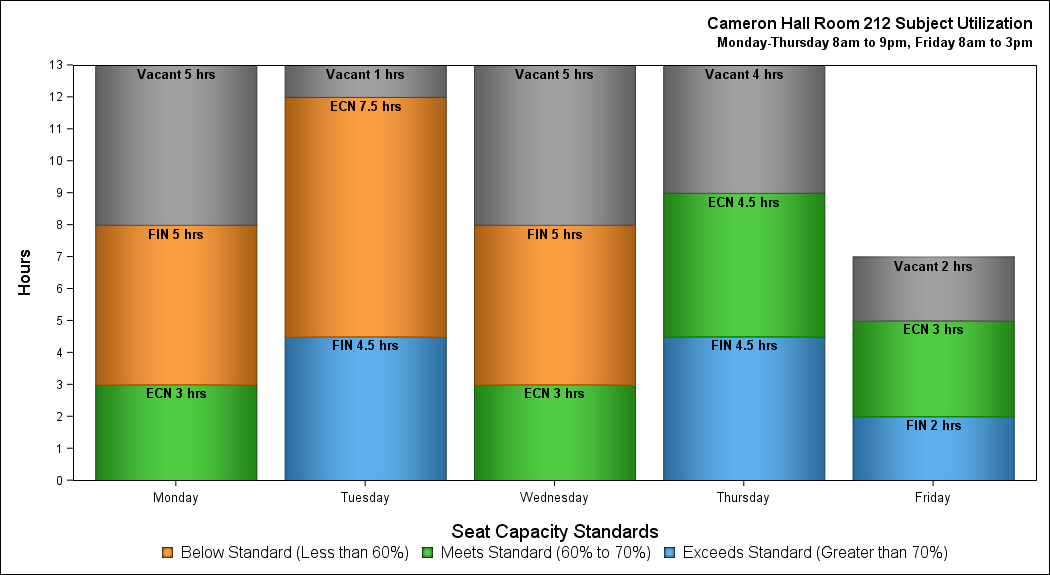 Cameron Hall Room 212 Subject Utilization
Monday-Thursday 8am to 9pm, Friday 8am to 3pm
Hours
13
12
11
10
9
8
7
6
5
4
3
2
1
0
Vacant 5 hrs
FIN 5 hrs
ECN 3 hrs
Vacant 1 hrs
ECN 7.5 hrs
FIN 4.5 hrs
Vacant 5 hrs
FIN 5 hrs
ECN 3 hrs
Vacant 4 hrs
ECN 4.5 hrs
FIN 4.5 hrs
Vacant 2 hrs
ECN 3 hrs
FIN 2 hrs
Monday Tuesday Wednesday Thursday Friday
Seat Capacity Standards
Below Standard (Less than 60%) Meets Standard (60% to 70%) Exceeds Standard (Greater than 70%)